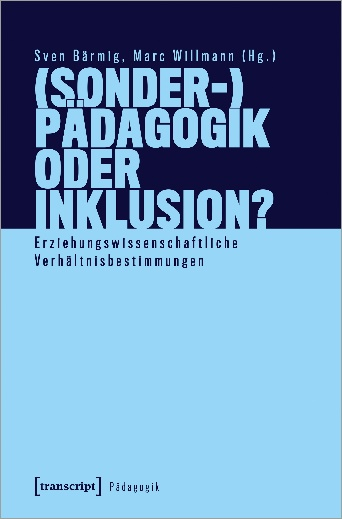 Sven Bärmig, Marc Willmann (Hg.)
(SONDER-)
PÄDAGOGIK
ODER
INKLUSION?
Erziehungswissenschaftliche
Verhältnisbestimmungen
[transcript] Pädagogik